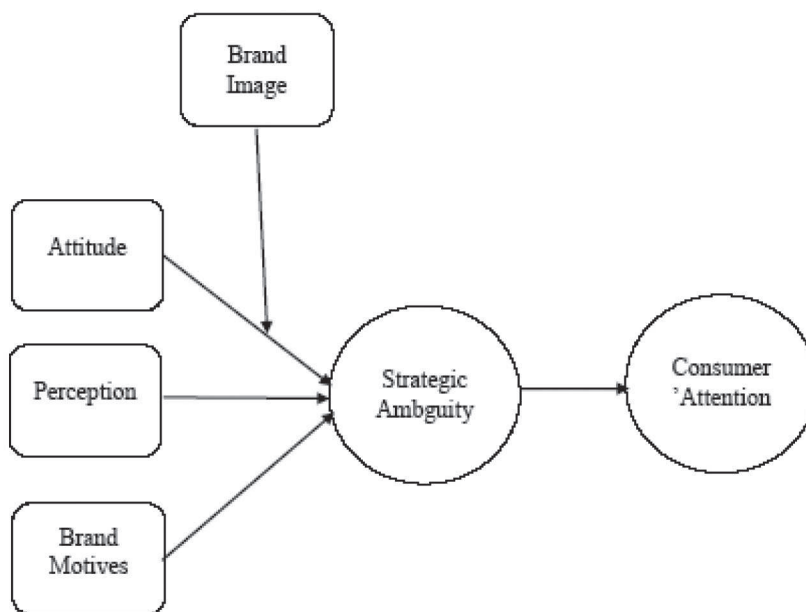 Brand
Image
Attitude
Perception
Brand
Motives
Strategic
Ambguity
Consumer
’Attention